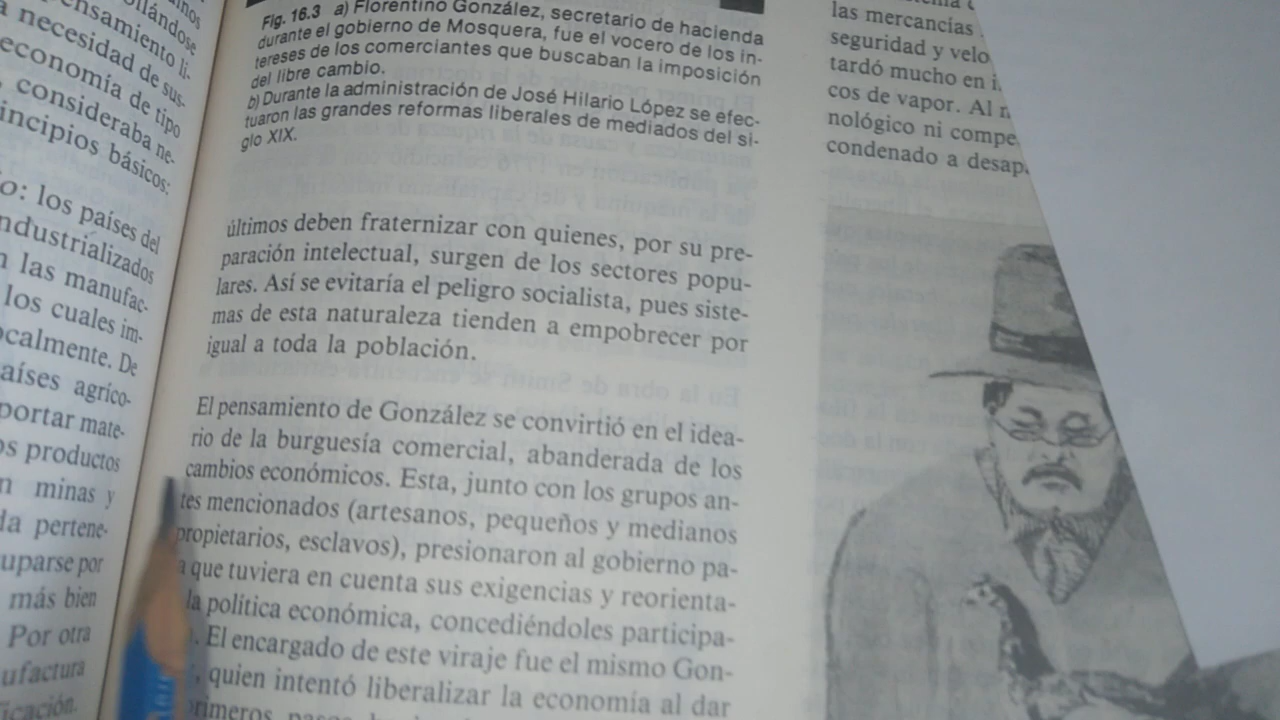 llándose
ensamiento li-
a necesidad de sus-
economía de tipo
consideraba ne-
incipios básicos:
o: los países del
ndustrializados
n las manufac-
los cuales im-
ocalmente. De
aíses agríco-
portar mate-
os productos
n minas y
da pertene-
uparse por
más bien
Por otra
ufactura
icación.
Fig. 16.3 a) Florentino González, secretario de hacienda
durante el gobierno de Mosquera, fue el vocero de los in-
tereses de los comerciantes que buscaban la imposición
del libre cambio.
b) Durante la administración de José Hilario López se efec-
tuaron las grandes reformas liberales de mediados del si-
glo XIX.
últimos deben fraternizar con quienes, por su pre-
paración intelectual, surgen de los sectores popu-
lares. Así se evitaría el peligro socialista, pues siste-
mas de esta naturaleza tienden a empobrecer por
igual a toda la población.
El pensamiento de González se convirtió en el idea-
rio de la burguesía comercial, abanderada de los
cambios económicos. Esta, junto con los grupos an-
tes mencionados (artesanos, pequeños y medianos
propietarios, esclavos), presionaron al gobierno pa-
a que tuviera en cuenta sus exigencias y reorienta-
la política económica, concediéndoles participa-
. El encargado de este viraje fue el mismo Gon-
, quien intentó liberalizar la economía al dar
primeros
las mercancías
seguridad y velo
tardó mucho en i
cos de vapor. Al
nológico ni compe
condenado a desap